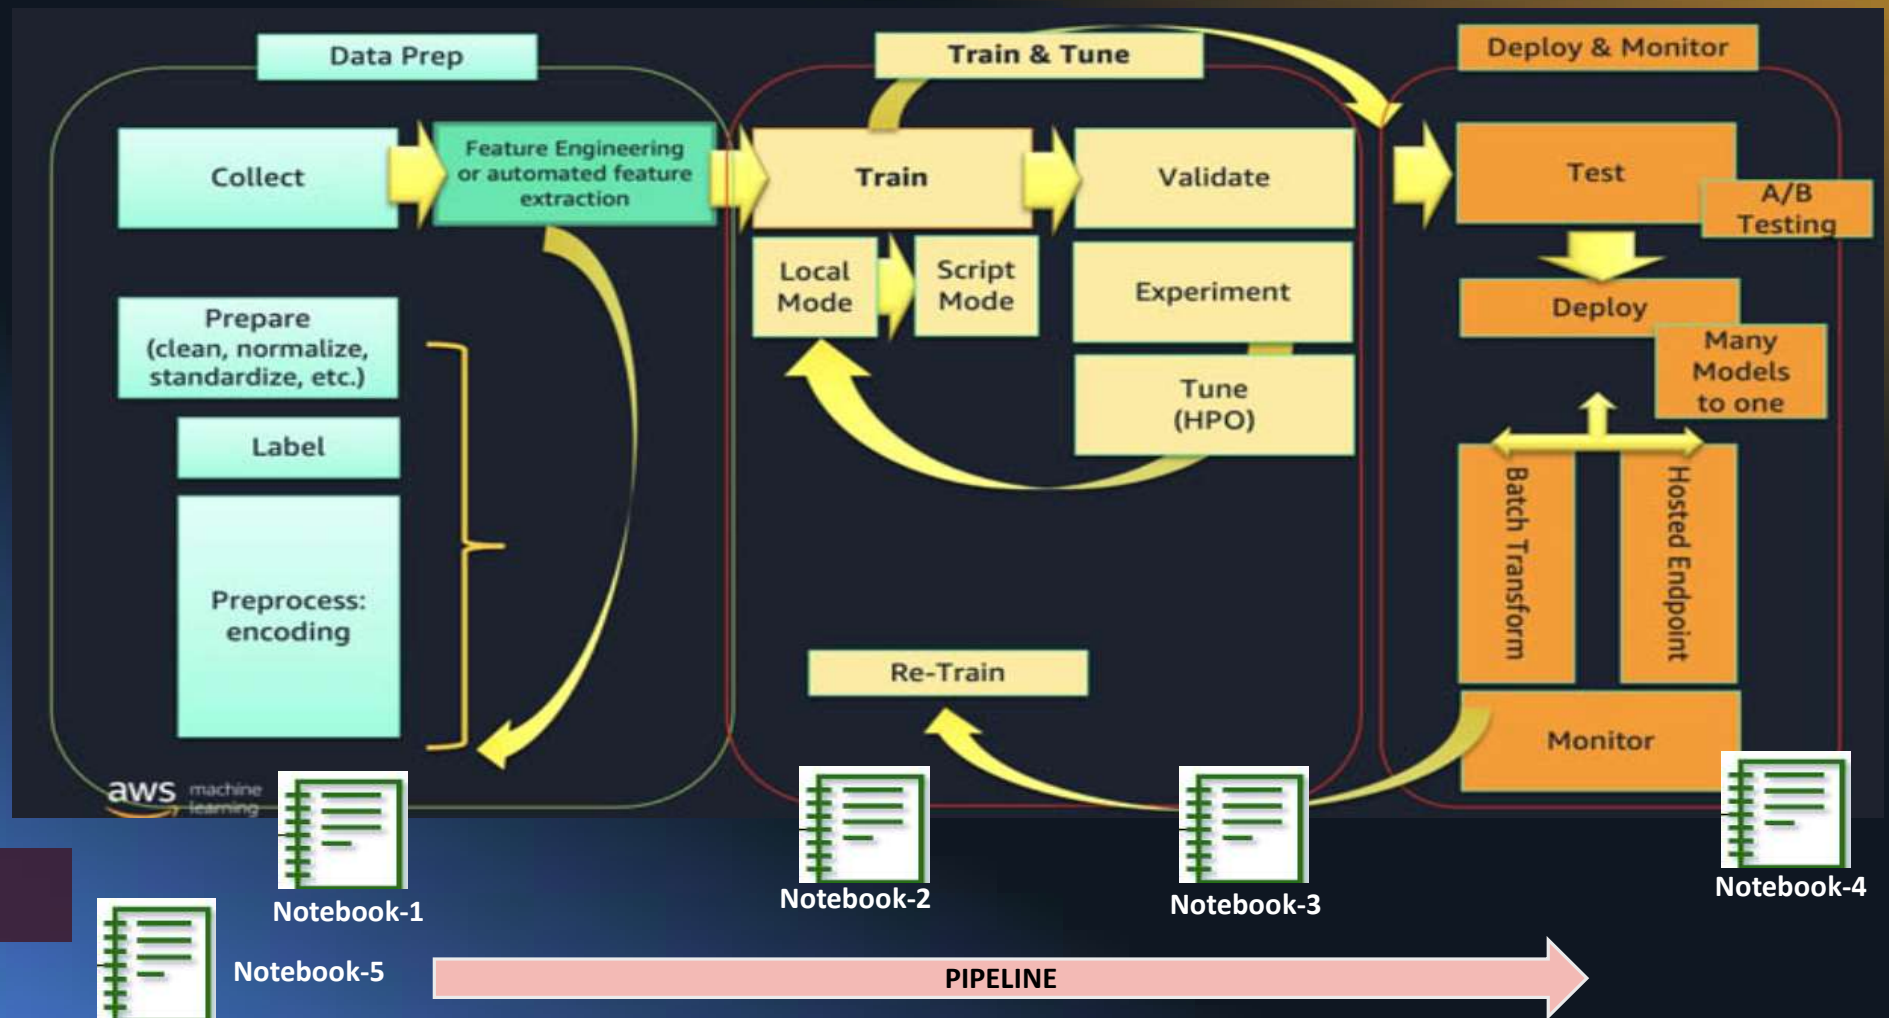 Data Prep
Train & Tune
Deploy & Monitor
Collect
Feature Engineering
or automated feature
extraction
Train
Validate
Test
A/B
Testing
Local
Mode
Script
Mode
Experiment
Deploy
Prepare
(clean, normalize,
standardize, etc.)
Many
Models
to one
Tune
(HPO)
Label
Batch Transform
Hosted Endpoint
Preprocess:
encoding
Re-Train
Monitor
aws machine
learning
Notebook-1
Notebook-2
Notebook-3
Notebook-4
Notebook-5
PIPELINE